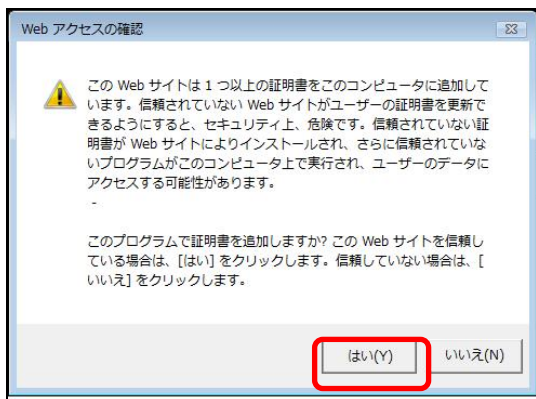 Web アクセスの確認
この Web サイトは 1 つ以上の証明書をこのコンピュータに追加して
います。信頼されていない Web サイトがユーザーの証明書を更新で
きるようにすると、セキュリティ上、危険です。信頼されていない証
明書が Web サイトによりインストールされ、さらに信頼されていな
いプログラムがこのコンピュータ上で実行され、ユーザーのデータに
アクセスする可能性があります。
-
このプログラムで証明書を追加しますか? この Web サイトを信頼し
ている場合は、[はい] をクリックします。信頼していない場合は、[
いいえ] をクリックします。
はい(Y) いいえ(N)